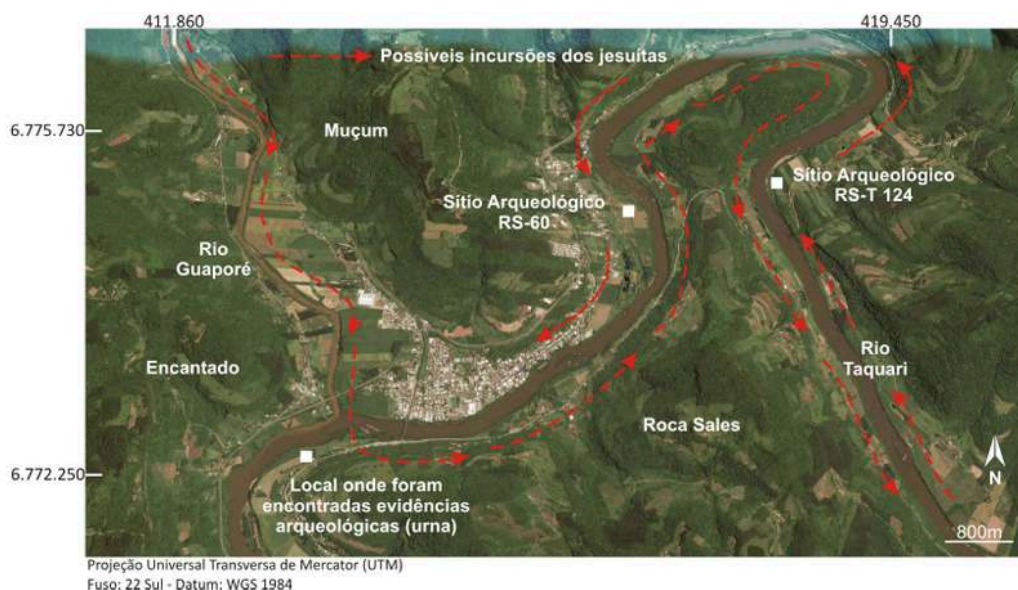 411.860
419.450
Possíveis incursões dos jesuítas
6.775.730
Muçum
Sítio Arqueológico
RS-T 124
Sítio Arqueológico
RS-60
Rio
Guaporé
Encantado
Rio
Taquari
Roca Sales
6.772.250
N
Local onde foram
encontradas evidências
arqueológicas (urna)
800m
Projeção Universal Transversa de Mercator (UTM)
Fuso: 22 Sul - Datum: WGS 1984